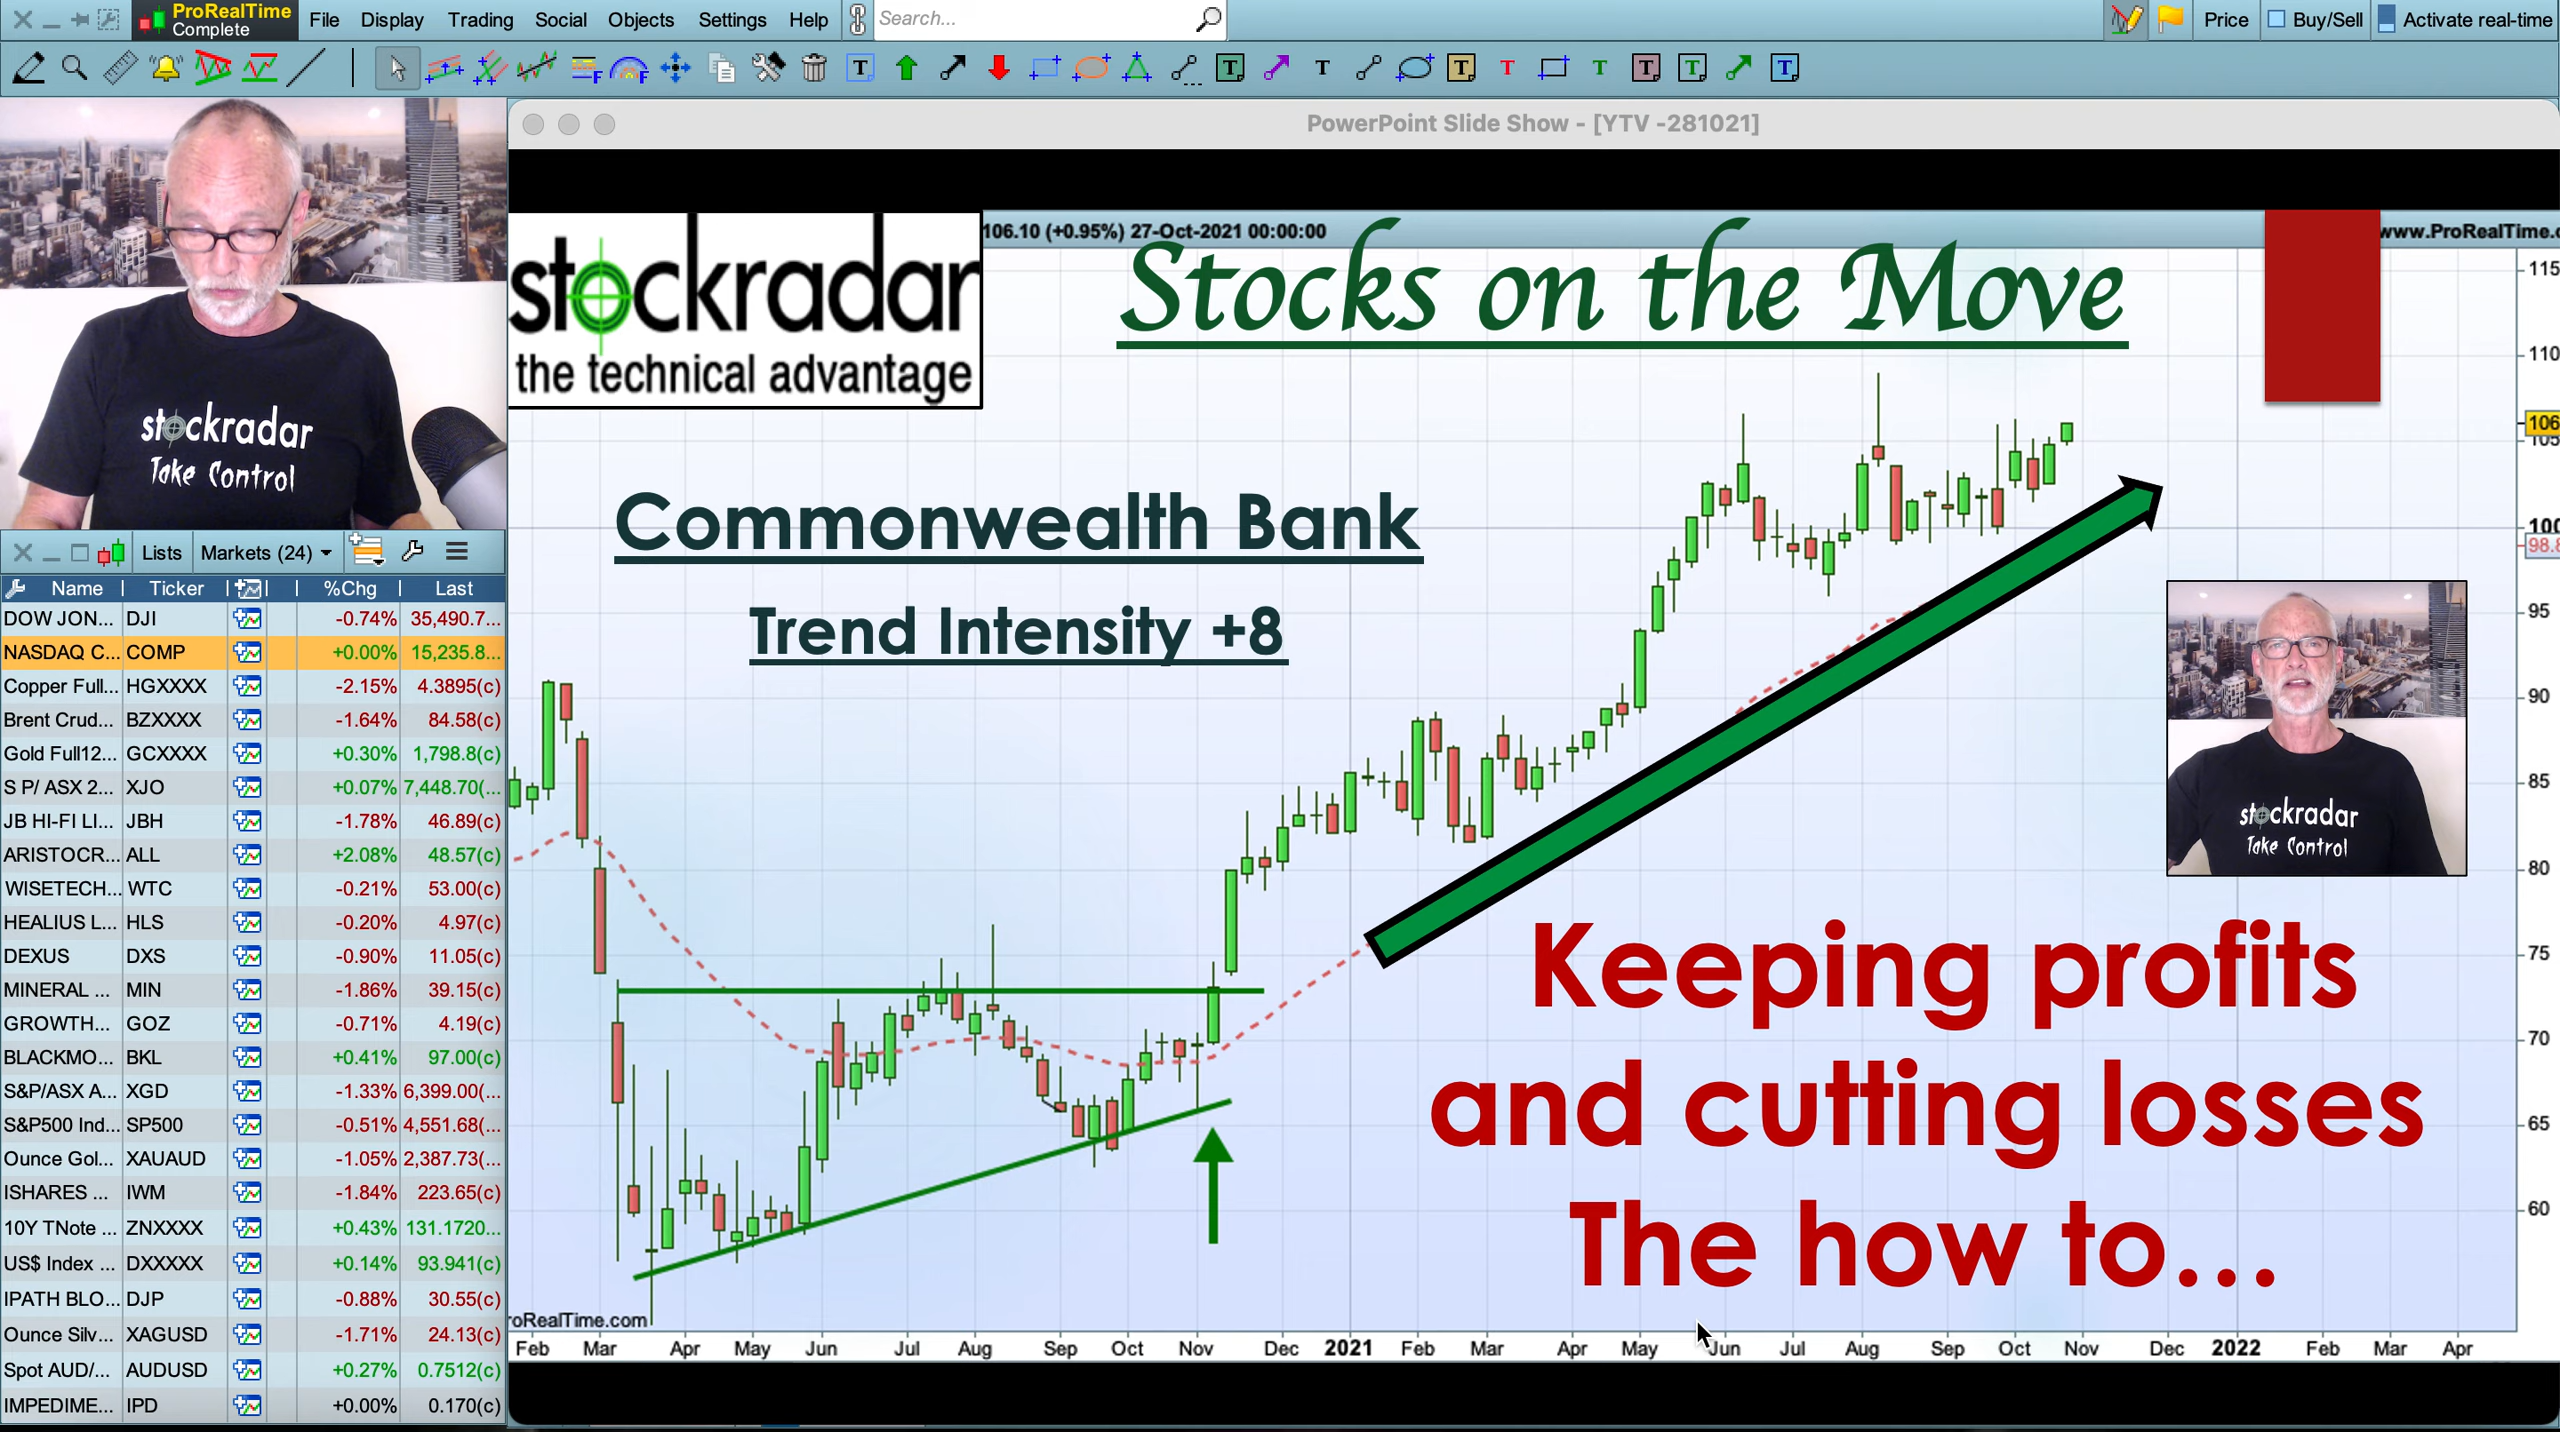 ProRealTime
Complete
File Display Trading Social Objects Settings Help Search... Price Buy/Sell Activate real-time
PowerPoint Slide Show - [YTV -281021]
stockradar
Take Control
106.10 (+0.95%) 27-Oct-2021 00:00:00
www.ProRealTime.c
stockradar
the technical advantage
Stocks on the Move
Commonwealth Bank
Trend Intensity +8
stockradar
Take Control
Keeping profits
and cutting losses
The how to...
115
110
106
105
100
98.8
95
90
85
80
75
70
65
60
roRealTime.com
Feb Mar Apr May Jun Jul Aug Sep Oct Nov Dec 2021 Feb Mar Apr May Jun Jul Aug Sep Oct Nov Dec 2022 Feb Mar Apr
Lists Markets (24)
Name Ticker %Chg Last
DOW JON... DJI -0.74% 35,490.7...
NASDAQ C... COMP +0.00% 15,235.8...
Copper Full... HGXXXX -2.15% 4.3895(c)
Brent Crud... BZXXXX -1.64% 84.58(c)
Gold Full12... GCXXXX +0.30% 1,798.8(c)
S P/ ASX 2... XJO +0.07% 7,448.70(...
JB HI-FI LI... JBH -1.78% 46.89(c)
ARISTOCR... ALL +2.08% 48.57(c)
WISETECH... WTC -0.21% 53.00(c)
HEALIUS L... HLS -0.20% 4.97(c)
DEXUS DXS -0.90% 11.05(c)
MINERAL ... MIN -1.86% 39.15(c)
GROWTH... GOZ -0.71% 4.19(c)
BLACKMO... BKL +0.41% 97.00(c)
S&P/ASX A... XGD -1.33% 6,399.00(...
S&P500 Ind... SP500 -0.51% 4,551.68(...
Ounce Gol... XAUAUD -1.05% 2,387.73(...
ISHARES ... IWM -1.84% 223.65(c)
10Y TNote ... ZNXXXX +0.43% 131.1720...
US$ Index ... DXXXXX +0.14% 93.941(c)
IPATH BLO... DJP -0.88% 30.55(c)
Ounce Silv... XAGUSD -1.71% 24.13(c)
Spot AUD/... AUDUSD +0.27% 0.7512(c)
IMPEDIME... IPD +0.00% 0.170(c)